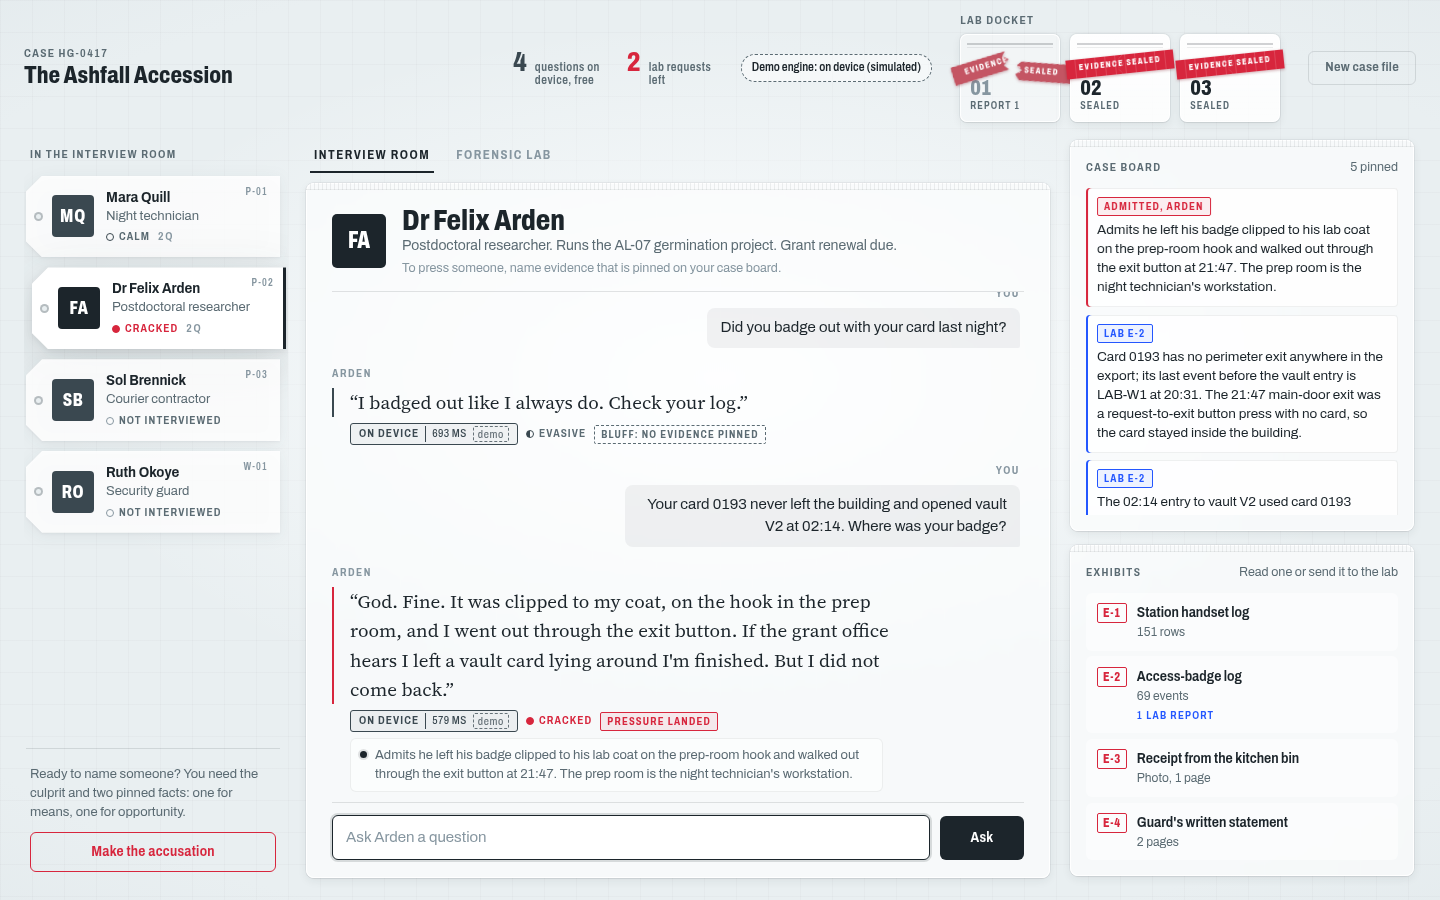 CASE HG-0417
The Ashfall Accession
4 questions on
device, free
2 lab requests
left
Demo engine: on device (simulated)
LAB DOCKET
EVIDENCE SEALED
01
REPORT 1
EVIDENCE SEALED
02
SEALED
EVIDENCE SEALED
03
SEALED
New case file
IN THE INTERVIEW ROOM
MQ
Mara Quill
P-01
Night technician
CALM 2Q
FA
Dr Felix Arden
P-02
Postdoctoral researcher
CRACKED 2Q
SB
Sol Brennick
P-03
Courier contractor
NOT INTERVIEWED
RO
Ruth Okoye
W-01
Security guard
NOT INTERVIEWED
Ready to name someone? You need the
culprit and two pinned facts: one for
means, one for opportunity.
Make the accusation
INTERVIEW ROOM
FORENSIC LAB
FA
Dr Felix Arden
Postdoctoral researcher. Runs the AL-07 germination project. Grant renewal due.
To press someone, name evidence that is pinned on your case board.
YOU
Did you badge out with your card last night?
ARDEN
“I badged out like I always do. Check your log.”
ON DEVICE 693 MS demo EVASIVE BLUFF: NO EVIDENCE PINNED
YOU
Your card 0193 never left the building and opened vault
V2 at 02:14. Where was your badge?
ARDEN
“God. Fine. It was clipped to my coat, on the hook in the prep
room, and I went out through the exit button. If the grant office
hears I left a vault card lying around I'm finished. But I did not
come back.”
ON DEVICE 579 MS demo CRACKED PRESSURE LANDED
Admits he left his badge clipped to his lab coat on the prep-room hook and walked out
through the exit button at 21:47. The prep room is the night technician's workstation.
Ask Arden a question
Ask
CASE BOARD
5 pinned
ADMITTED, ARDEN
Admits he left his badge clipped to his lab coat
on the prep-room hook and walked out through
the exit button at 21:47. The prep room is the
night technician's workstation.
LAB E-2
Card 0193 has no perimeter exit anywhere in the
export; its last event before the vault entry is
LAB-W1 at 20:31. The 21:47 main-door exit was
a request-to-exit button press with no card, so
the card stayed inside the building.
LAB E-2
The 02:14 entry to vault V2 used card 0193
EXHIBITS
Read one or send it to the lab
E-1
Station handset log
151 rows
E-2
Access-badge log
69 events
1 LAB REPORT
E-3
Receipt from the kitchen bin
Photo, 1 page
E-4
Guard's written statement
2 pages